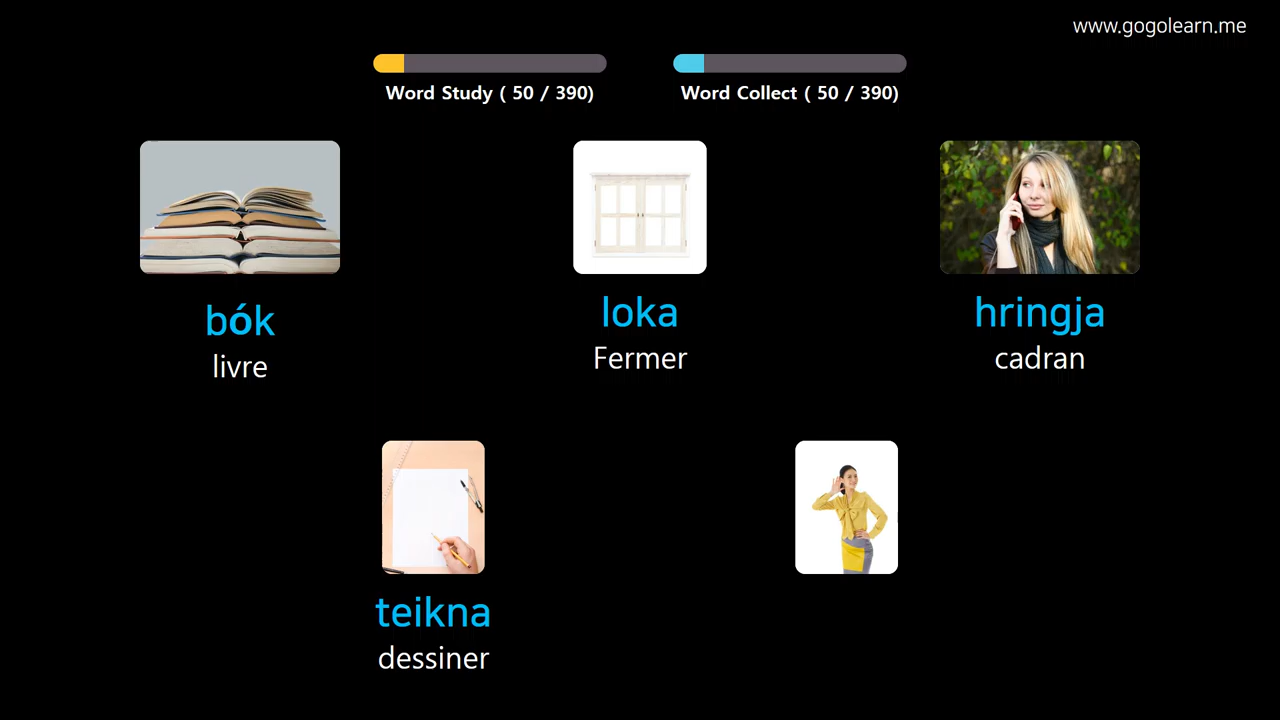 www.gogolearn.me
Word Study ( 50 / 390)
Word Collect ( 50 / 390)
bók
livre
loka
Fermer
hringja
cadran
teikna
dessiner